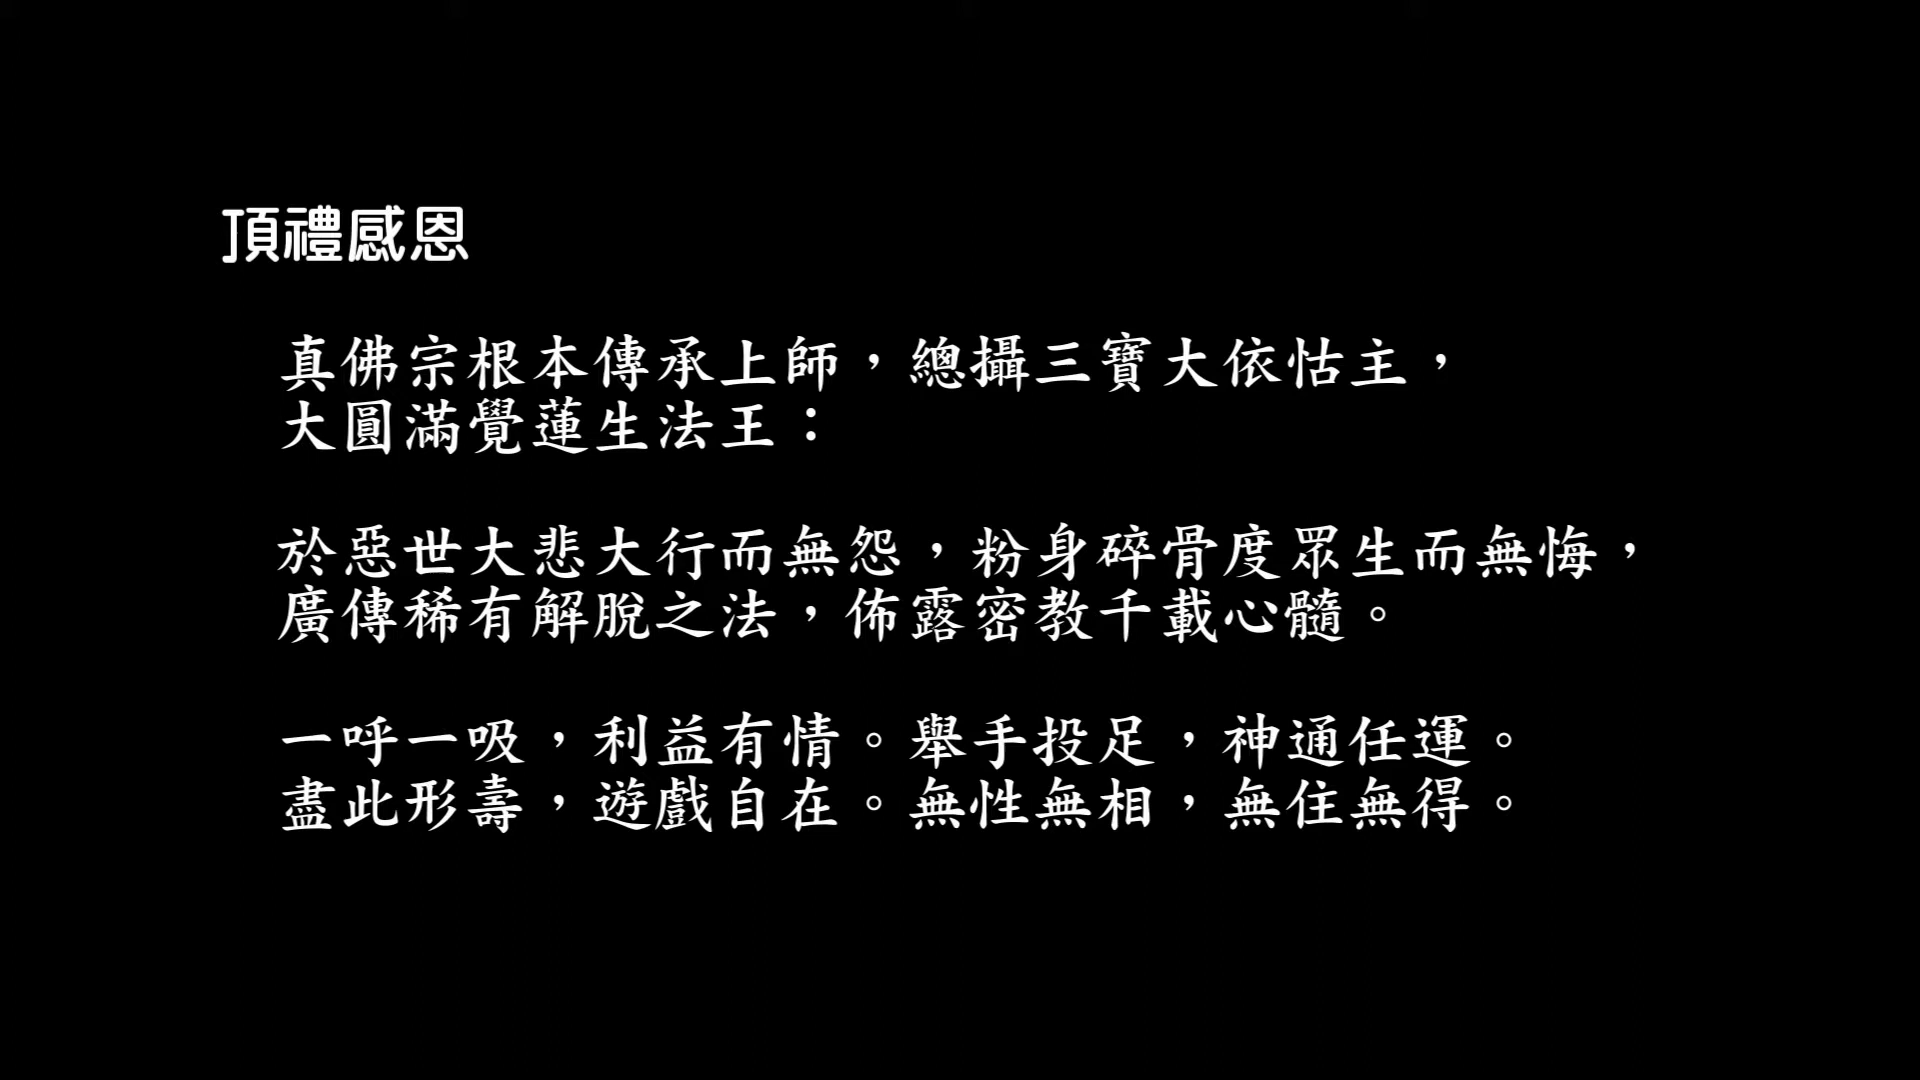 頂禮感恩
真佛宗根本傳承上師，總攝三寶大依怙主，
大圓滿覺蓮生法王：
於惡世大悲大行而無怨，粉身碎骨度眾生而無悔，
廣傳稀有解脫之法，佈露密教千載心髓。
一呼一吸，利益有情。舉手投足，神通任運。
盡此形壽，遊戲自在。無性無相，無住無得。